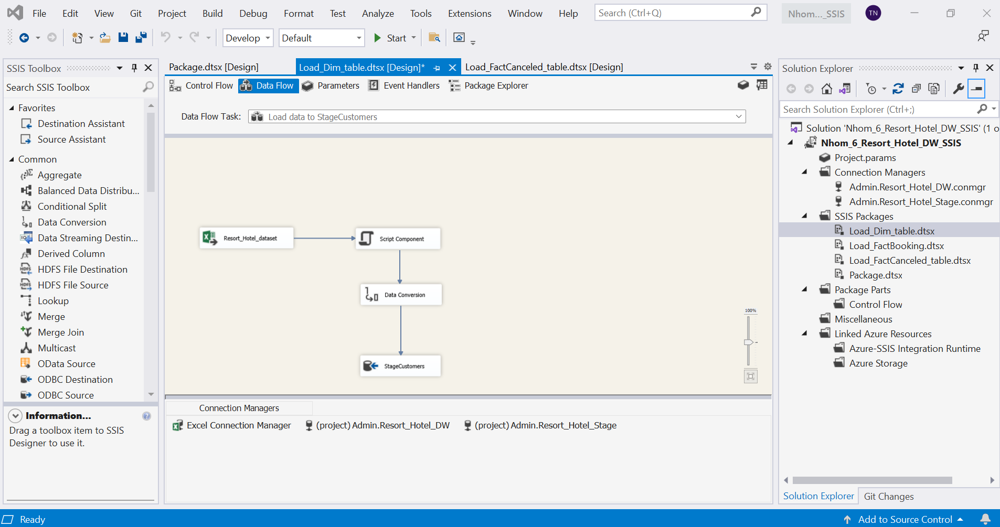 File Edit View Git Project Build Debug Format Test Analyze Tools Extensions Window Help Search (Ctrl+Q) Nhom..._SSIS TN
Develop Default Start
SSIS Toolbox
Search SSIS Toolbox
Favorites
Destination Assistant
Source Assistant
Common
Aggregate
Balanced Data Distribu...
Conditional Split
Data Conversion
Data Streaming Destin...
Derived Column
HDFS File Destination
HDFS File Source
Lookup
Merge
Merge Join
Multicast
OData Source
ODBC Destination
ODBC Source
Information...
Drag a toolbox item to SSIS
Designer to use it.
Package.dtsx [Design] Load_Dim_table.dtsx [Design]* Load_FactCanceled_table.dtsx [Design]
Control Flow Data Flow Parameters Event Handlers Package Explorer
Data Flow Task: Load data to StageCustomers
Resort_Hotel_dataset
Script Component
Data Conversion
StageCustomers
100%
Connection Managers
Excel Connection Manager (project) Admin.Resort_Hotel_DW (project) Admin.Resort_Hotel_Stage
Solution Explorer
Search Solution Explorer (Ctrl+;)
Solution 'Nhom_6_Resort_Hotel_DW_SSIS' (1 o
Nhom_6_Resort_Hotel_DW_SSIS
Project.params
Connection Managers
Admin.Resort_Hotel_DW.conmgr
Admin.Resort_Hotel_Stage.conmgr
SSIS Packages
Load_Dim_table.dtsx
Load_FactBooking.dtsx
Load_FactCanceled_table.dtsx
Package.dtsx
Package Parts
Control Flow
Miscellaneous
Linked Azure Resources
Azure-SSIS Integration Runtime
Azure Storage
Solution Explorer Git Changes
Ready Add to Source Control